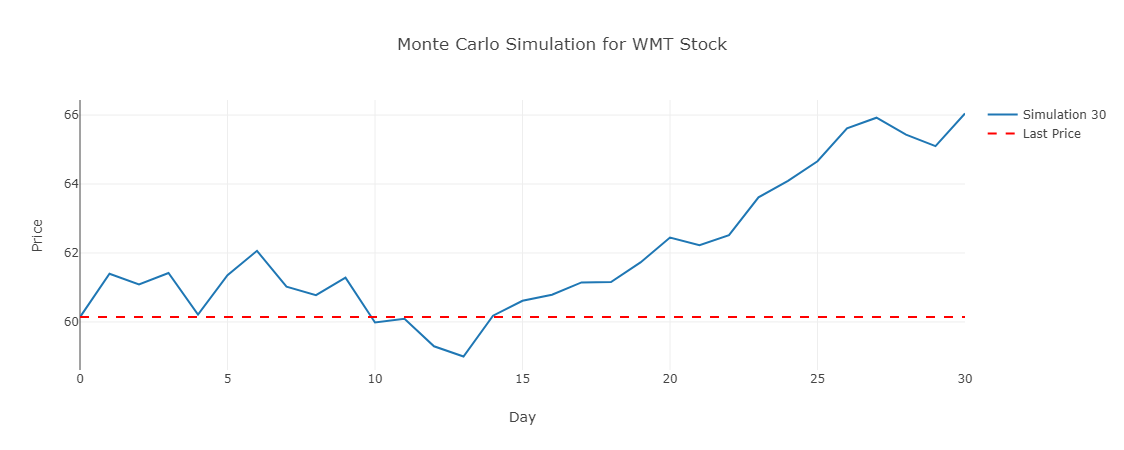 Monte Carlo Simulation for WMT Stock
66
64
62
60
Price
0 5 10 15 20 25 30
Day
Simulation 30
Last Price